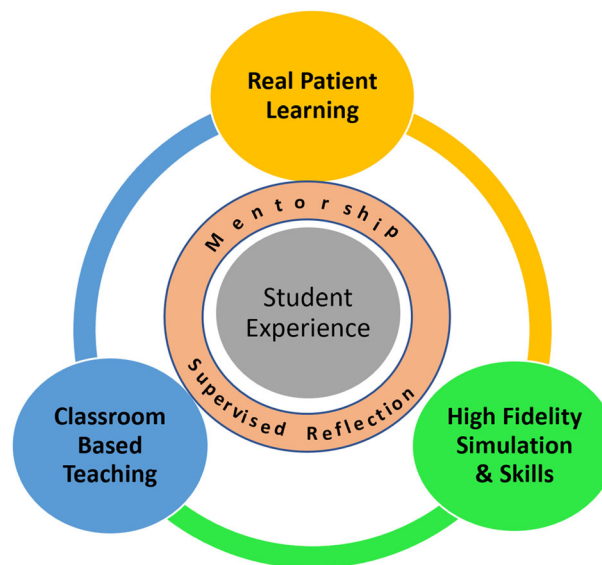 Real Patient
Learning
Mentorship
Student
Experience
Supervised Reflection
Classroom
Based
Teaching
High Fidelity
Simulation
& Skills